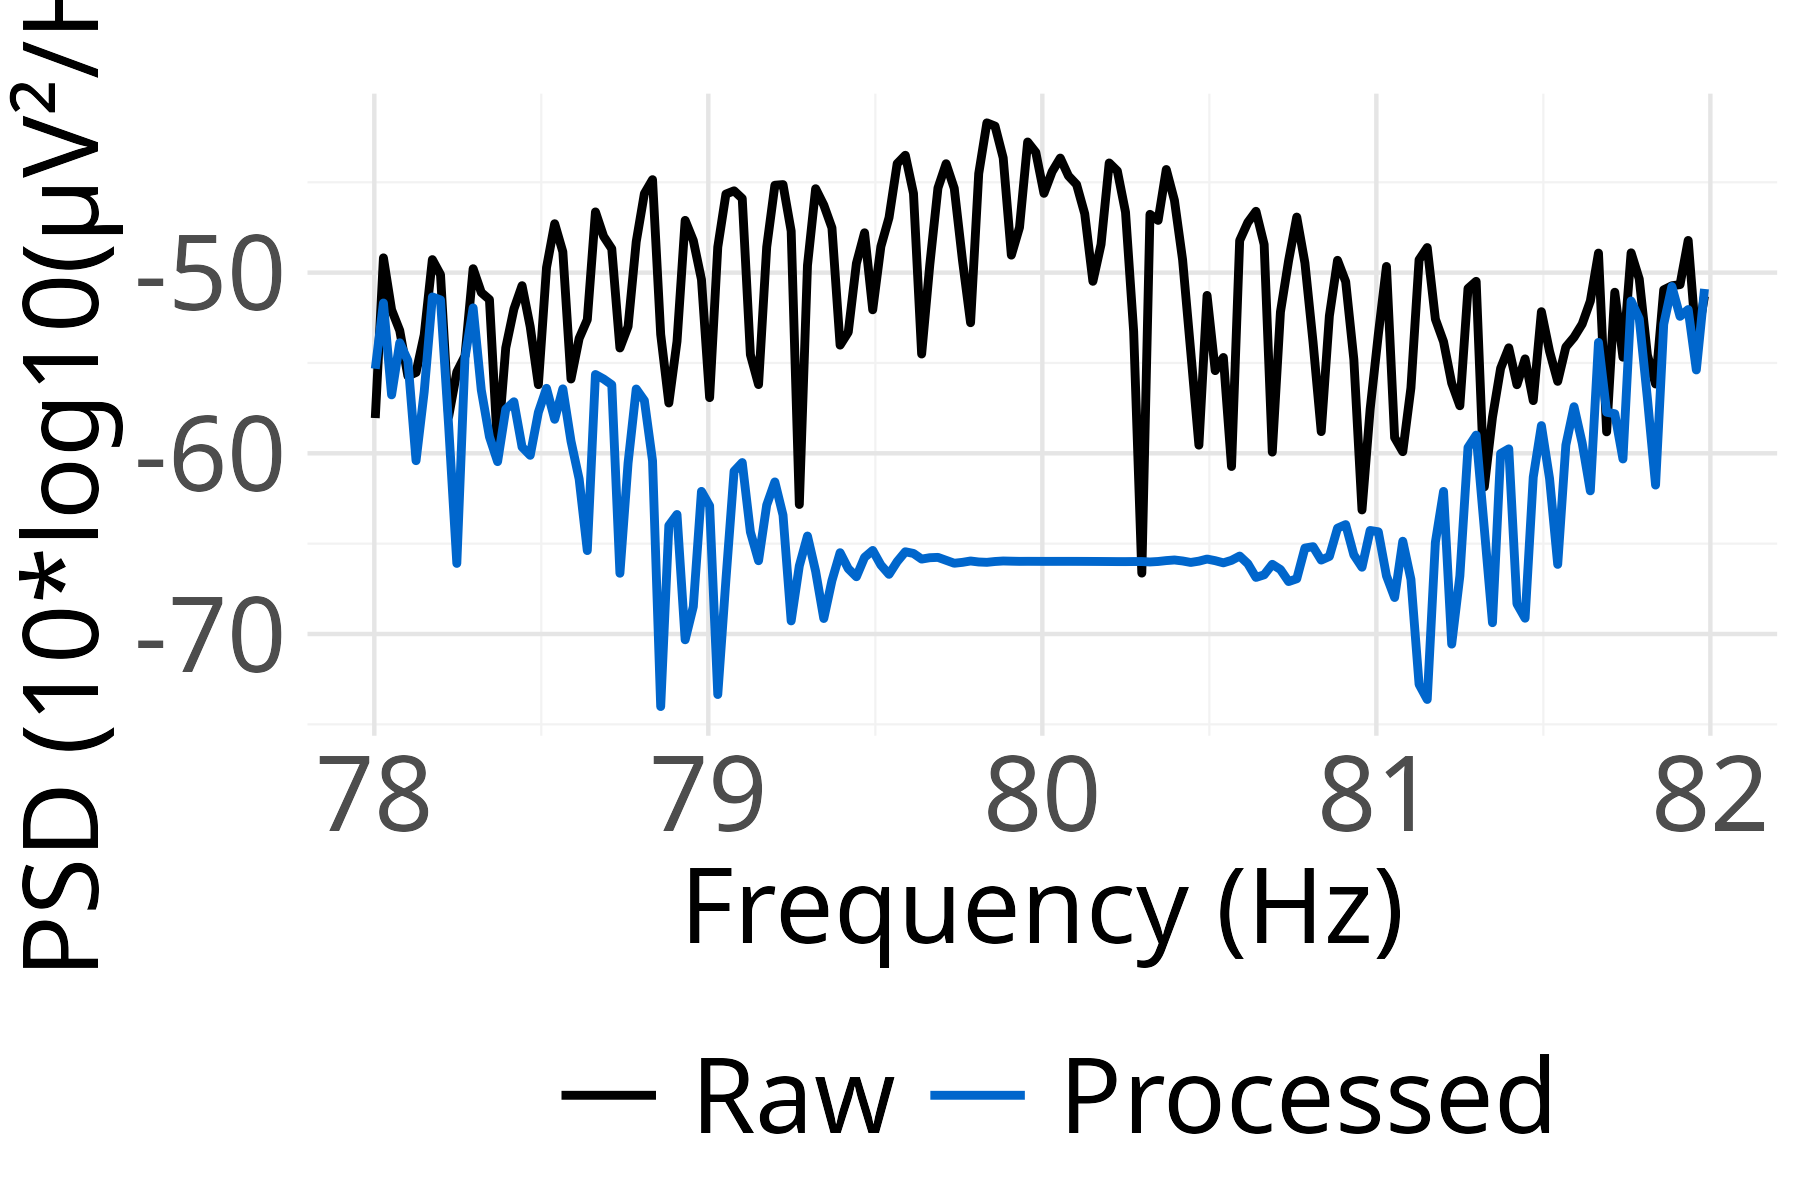 PSD (10*log10(µV²/H
-50
-60
-70
78 79 80 81 82
Frequency (Hz)
Raw Processed